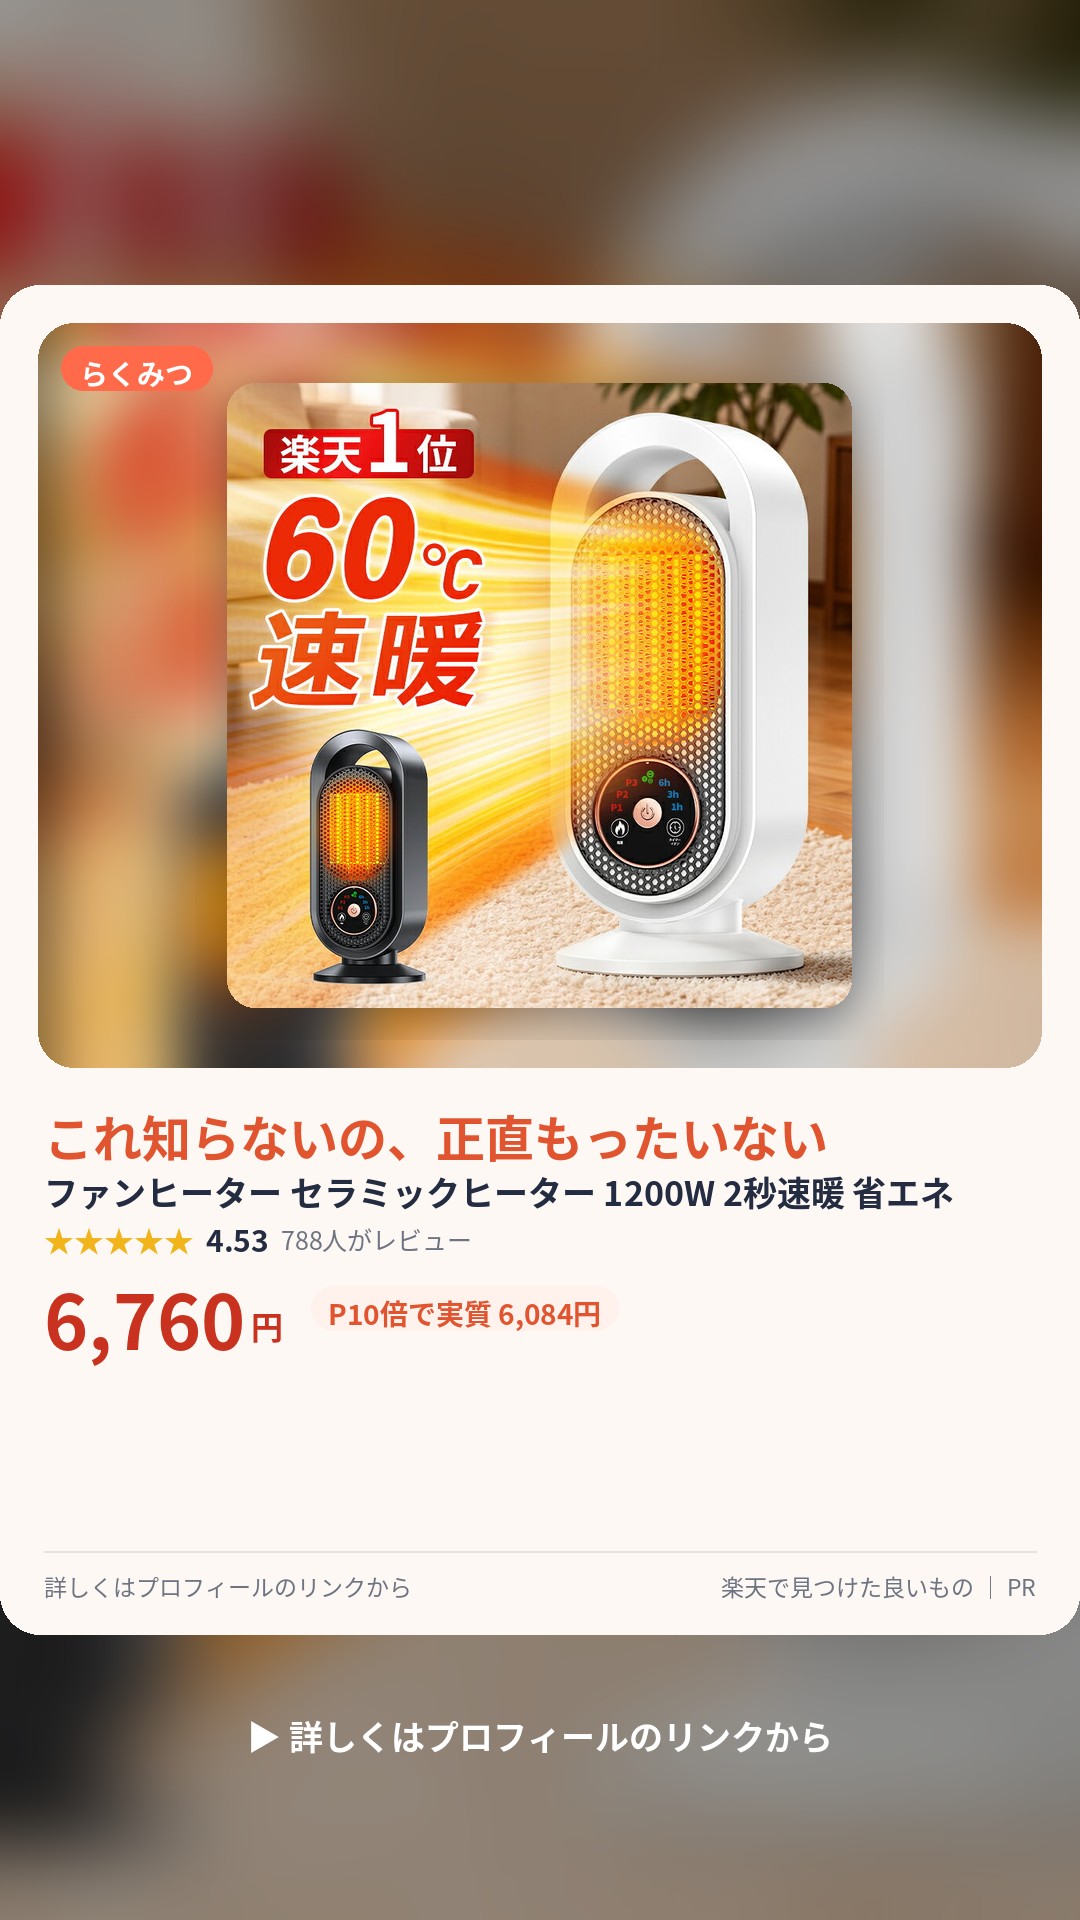 らくみつ
楽天1位
60℃
速暖
P3
6h
P2
3h
P1
1h
これ知らないの、正直もったいない
ファンヒーター セラミックヒーター 1200W 2秒速暖 省エネ
★★★★★ 4.53 788人がレビュー
6,760円 P10倍で実質 6,084円
詳しくはプロフィールのリンクから
楽天で見つけた良いもの｜PR
▶ 詳しくはプロフィールのリンクから